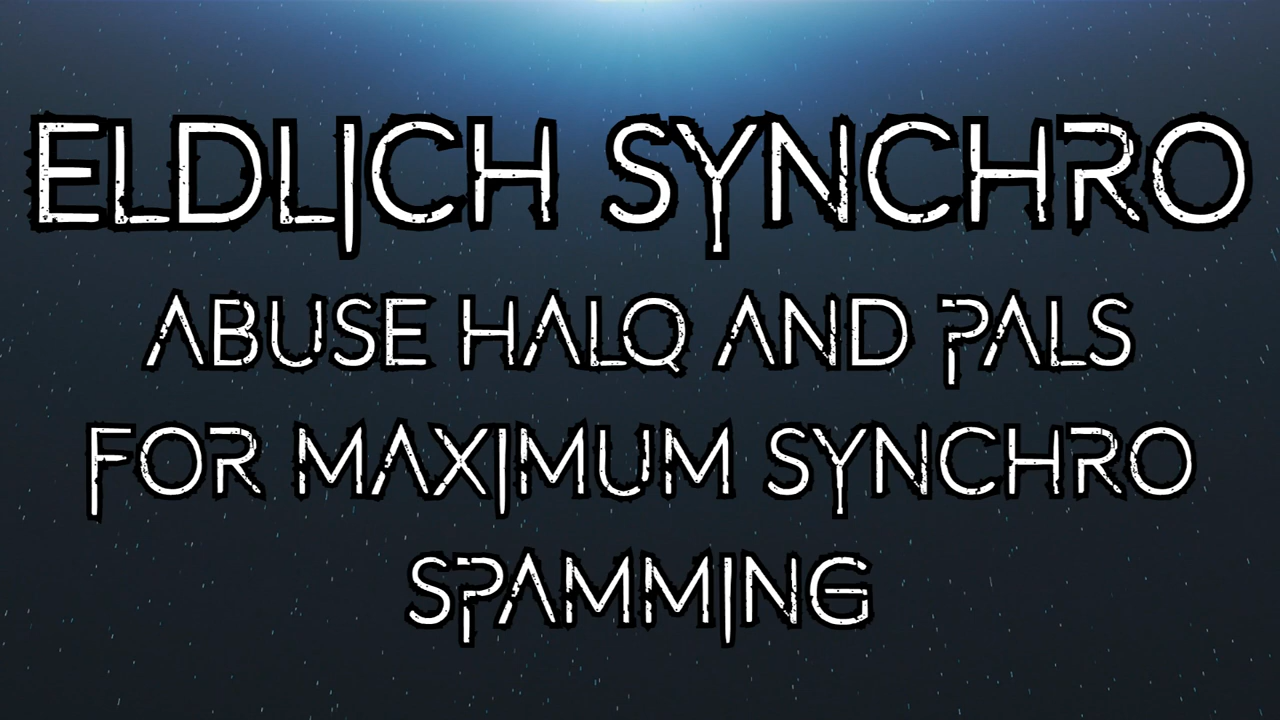 ELDLICH SYNCHRO
ABUSE HALQ AND PALS
FOR MAXIMUM SYNCHRO
SPAMMING